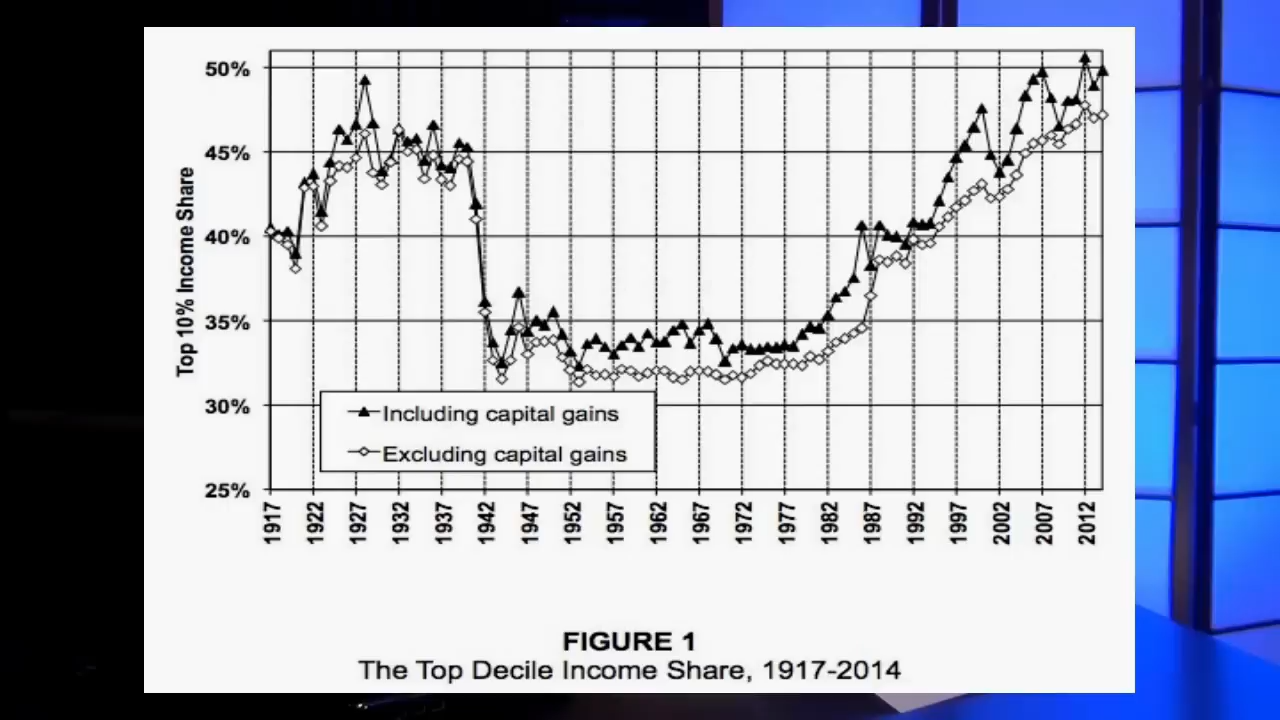 50%
45%
40%
35%
30%
25%
Top 10% Income Share
Including capital gains
Excluding capital gains
1917 1922 1927 1932 1937 1942 1947 1952 1957 1962 1967 1972 1977 1982 1987 1992 1997 2002 2007 2012
FIGURE 1
The Top Decile Income Share, 1917-2014